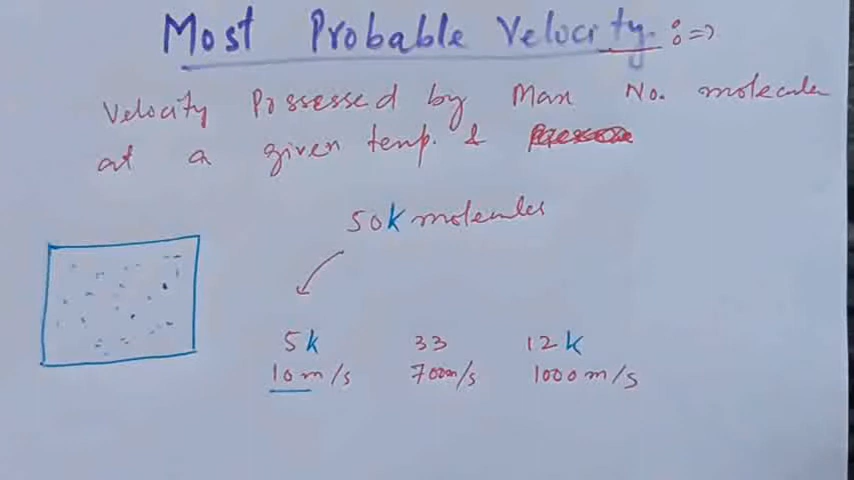 Most Probable Velocity :=>
Velocity Possessed by Max No. molecules
at a given temp. &
50k molecules
5k 33 12k
10m/s 700m/s 1000m/s